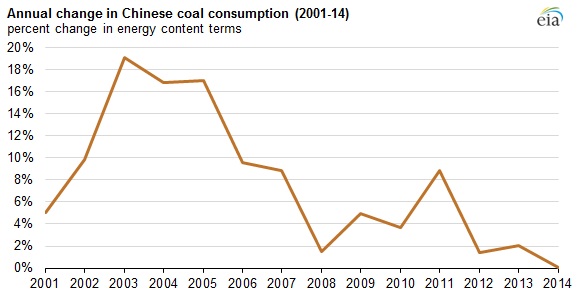 Annual change in Chinese coal consumption (2001-14)
percent change in energy content terms
eia
20%
18%
16%
14%
12%
10%
8%
6%
4%
2%
0%
2001 2002 2003 2004 2005 2006 2007 2008 2009 2010 2011 2012 2013 2014